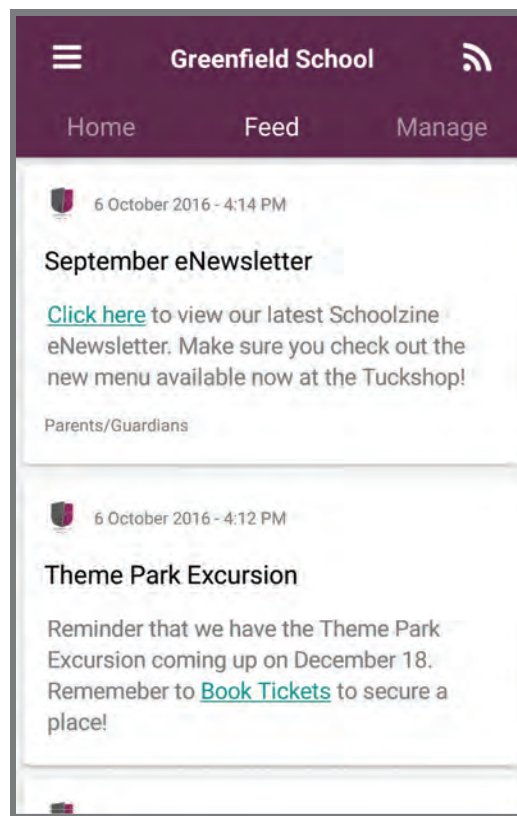 Greenfield School
Home Feed Manage
6 October 2016 - 4:14 PM
September eNewsletter
Click here to view our latest Schoolzine
eNewsletter. Make sure you check out the
new menu available now at the Tuckshop!
Parents/Guardians
6 October 2016 - 4:12 PM
Theme Park Excursion
Reminder that we have the Theme Park
Excursion coming up on December 18.
Rememeber to Book Tickets to secure a
place!